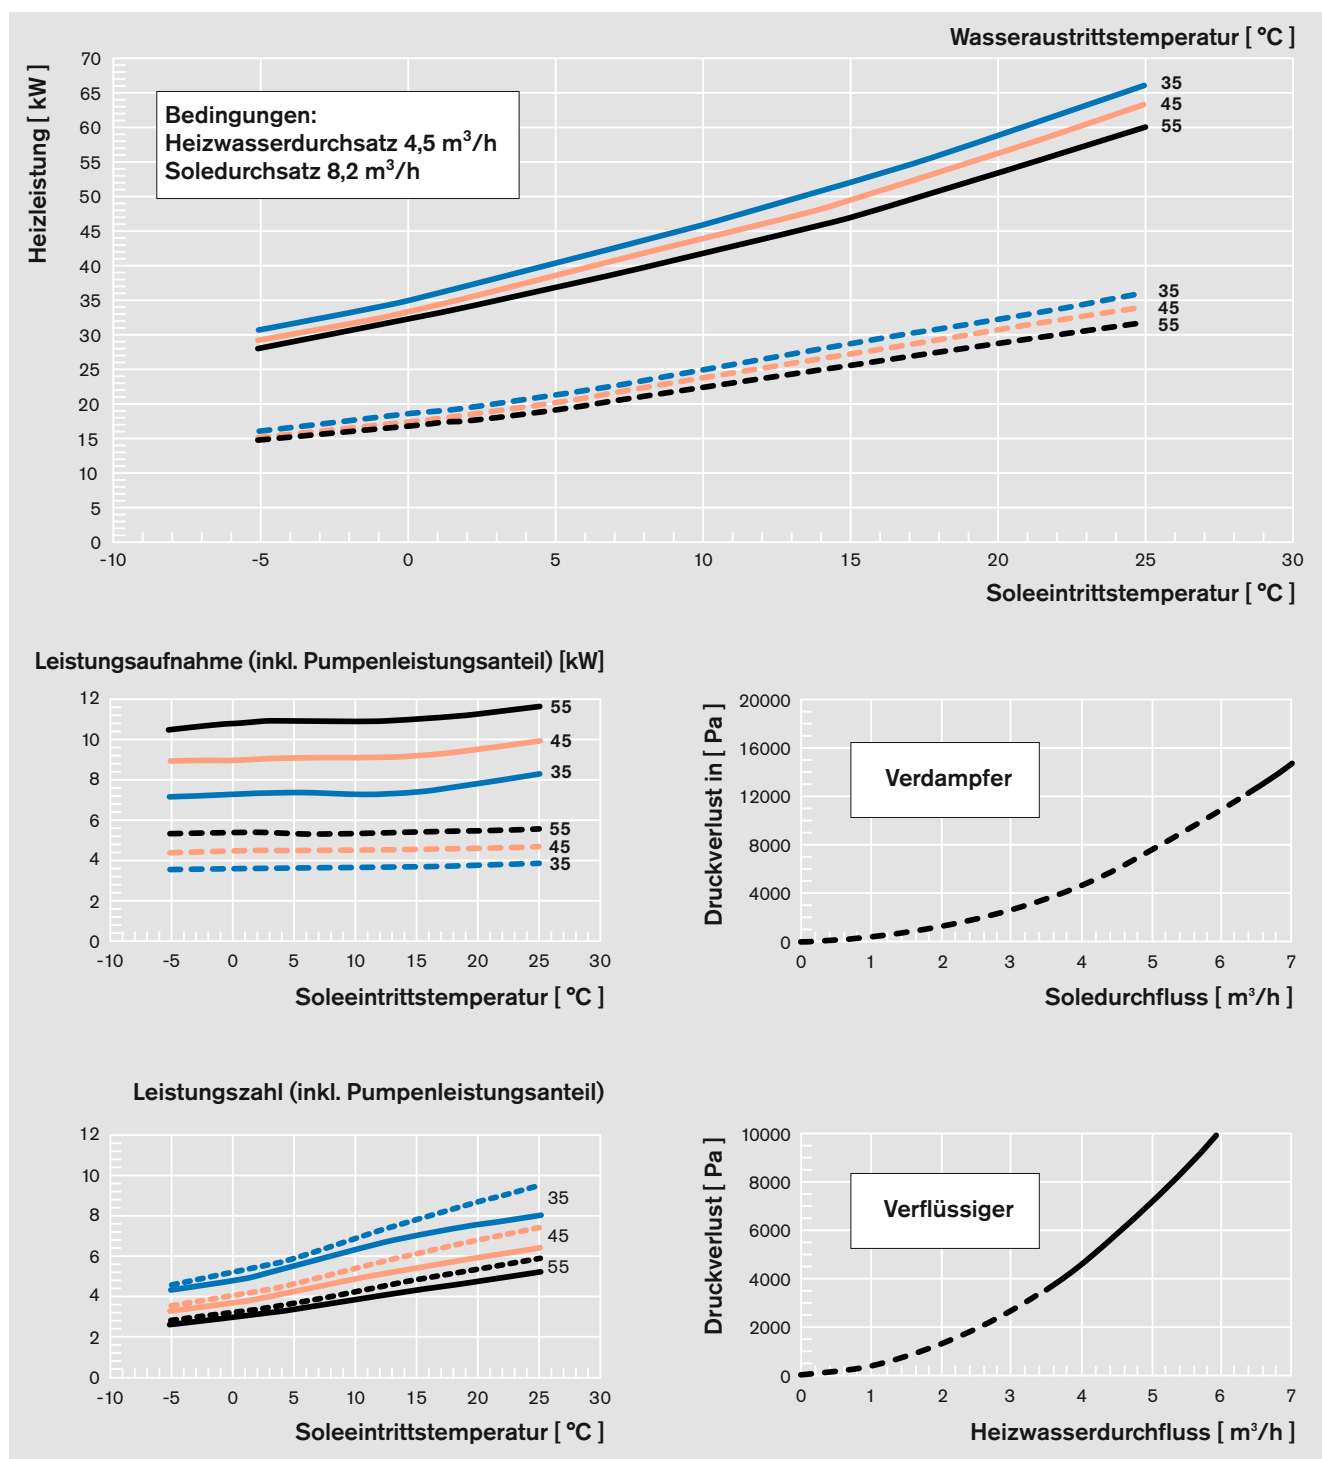 Wasseraustrittstemperatur [ °C ]
Heizleistung [ kW ]
70
65
60
55
50
45
40
35
30
25
20
15
10
5
0
Bedingungen:
Heizwasserdurchsatz 4,5 m³/h
Soledurchsatz 8,2 m³/h
35
45
55
35
45
55
-10 -5 0 5 10 15 20 25 30
Soleeintrittstemperatur [ °C ]
Leistungsaufnahme (inkl. Pumpenleistungsanteil) [kW]
12
10
8
6
4
2
0
55
45
35
55
45
35
-10 -5 0 5 10 15 20 25 30
Soleeintrittstemperatur [ °C ]
Druckverlust in [ Pa ]
20000
16000
12000
8000
4000
0
Verdampfer
0 1 2 3 4 5 6 7
Soledurchfluss [ m³/h ]
Leistungszahl (inkl. Pumpenleistungsanteil)
12
10
8
6
4
2
0
35
45
55
-10 -5 0 5 10 15 20 25 30
Soleeintrittstemperatur [ °C ]
Druckverlust [ Pa ]
10000
8000
6000
4000
2000
0
Verflüssiger
0 1 2 3 4 5 6 7
Heizwasserdurchfluss [ m³/h ]